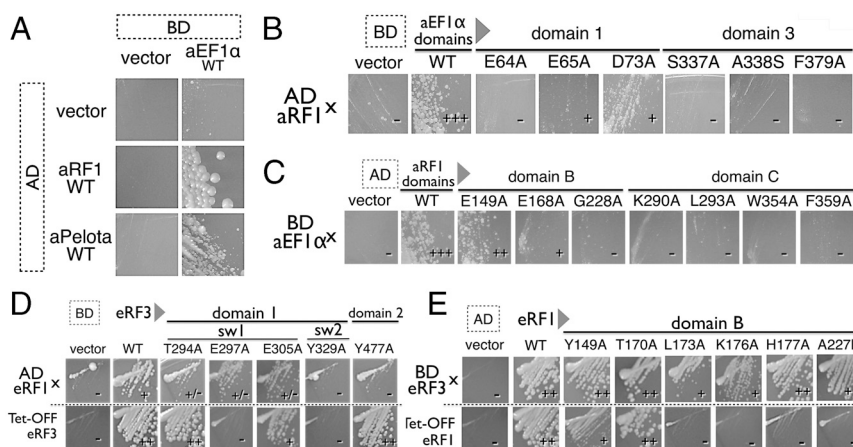 A
BD
vector aEF1α WT
AD
vector
aRF1 WT
aPelota WT
B
BD aEF1α domains domain 1 domain 3
vector WT E64A E65A D73A S337A A338S F379A
AD aRF1 x
- +++ - + + - - -
C
AD aRF1 domains domain B domain C
vector WT E149A E168A G228A K290A L293A W354A F359A
BD aEF1α x
- +++ ++ + - - - - -
D
BD eRF3 domain 1 domain 2
sw1 sw2
vector WT T294A E297A E305A Y329A Y477A
AD eRF1 x
- + +/- +/- - -
Tet-OFF eRF3
- ++ ++ - + - ++
E
AD eRF1 domain B
vector WT Y149A T170A L173A K176A H177A
BD eRF3 x
- ++ ++ ++ + + ++ +
Tet-OFF eRF1
- ++ + ++ - - - -